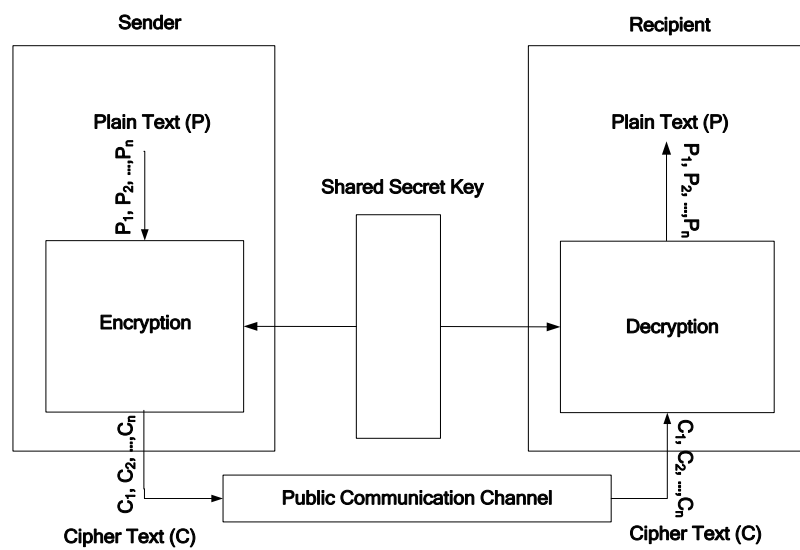 Sender
Recipient
Plain Text (P)
Plain Text (P)
P₁, P₂, ...,Pₙ
P₁, P₂, ...,Pₙ
Shared Secret Key
Encryption
Decryption
C₁, C₂, ...,Cₙ
C₁, C₂, ...,Cₙ
Public Communication Channel
Cipher Text (C)
Cipher Text (C)